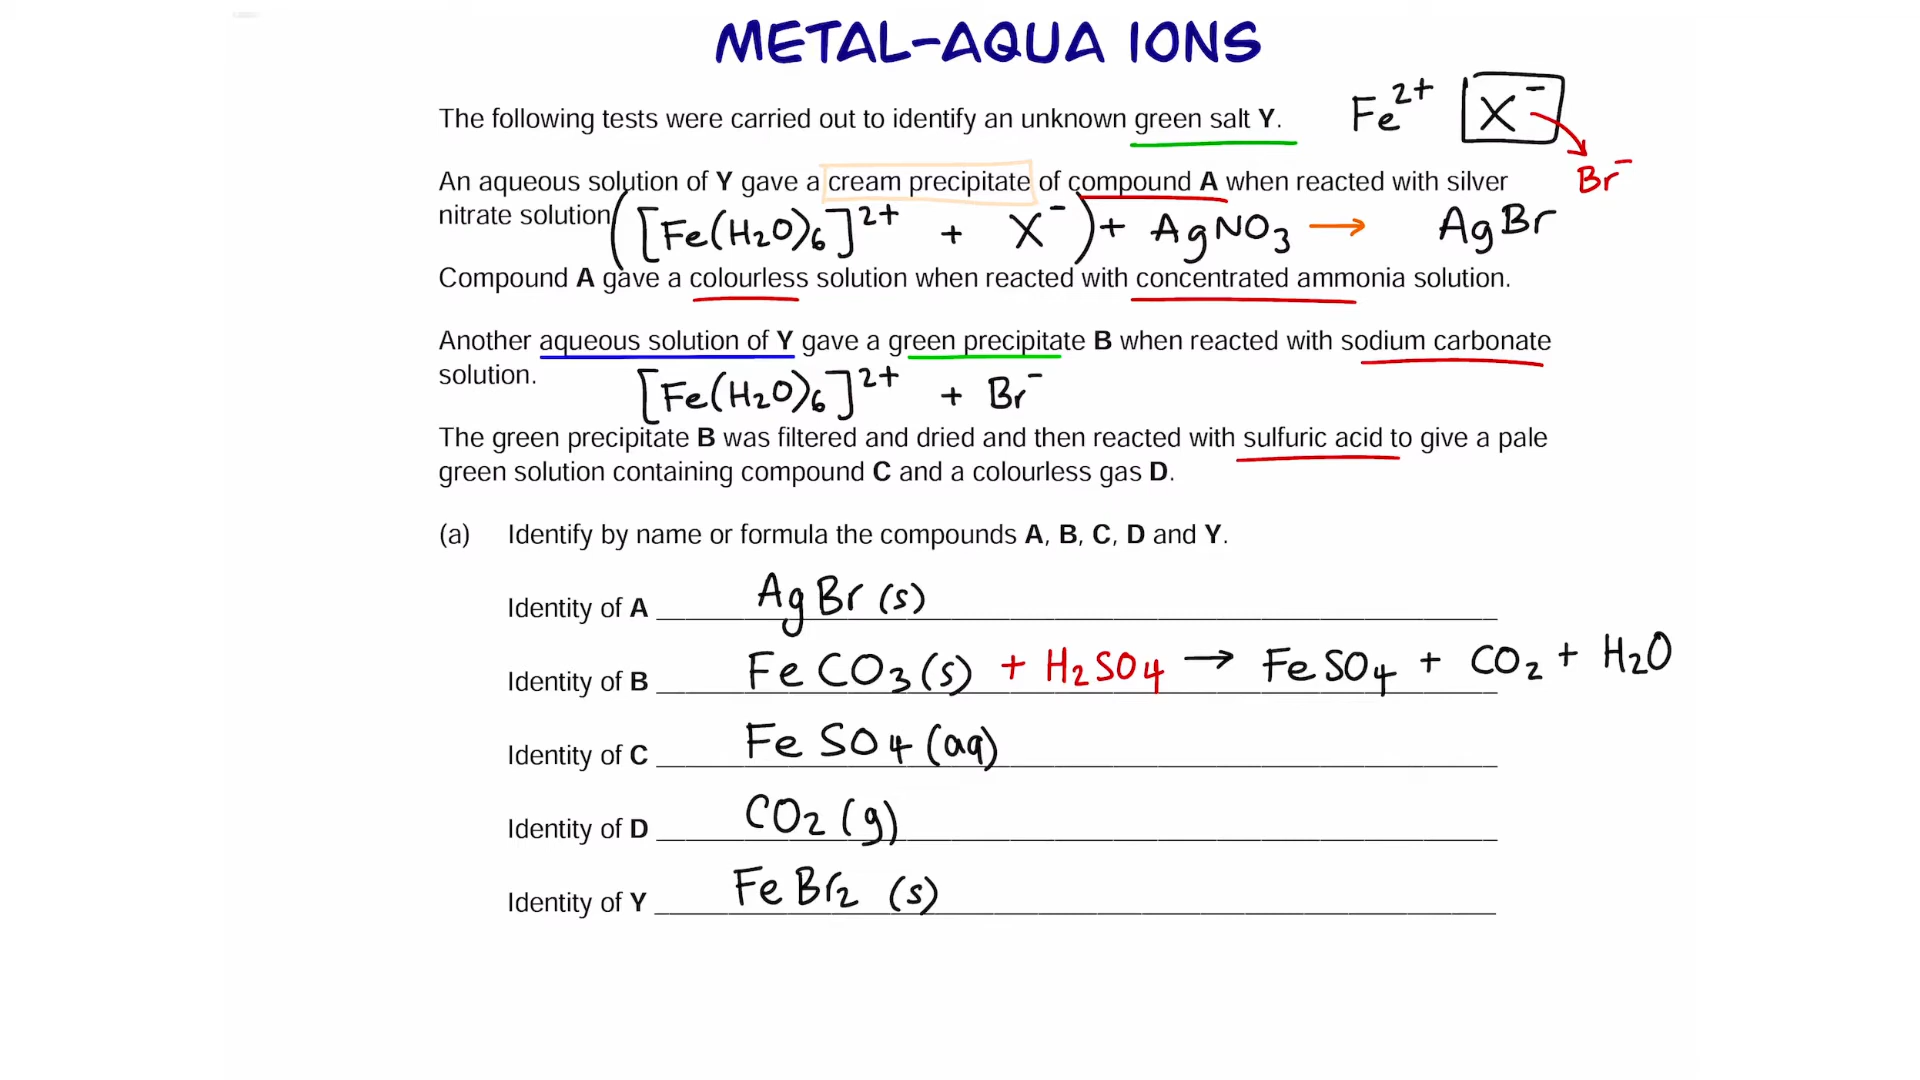 METAL-AQUA IONS
The following tests were carried out to identify an unknown green salt Y. Fe²⁺ X⁻
An aqueous solution of Y gave a cream precipitate of compound A when reacted with silver Br⁻
nitrate solution ([Fe(H₂O)₆]²⁺ + X⁻) + AgNO₃ → AgBr
Compound A gave a colourless solution when reacted with concentrated ammonia solution.
Another aqueous solution of Y gave a green precipitate B when reacted with sodium carbonate
solution. [Fe(H₂O)₆]²⁺ + Br⁻
The green precipitate B was filtered and dried and then reacted with sulfuric acid to give a pale
green solution containing compound C and a colourless gas D.
(a) Identify by name or formula the compounds A, B, C, D and Y.
Identity of A AgBr (s)
Identity of B FeCO₃(s) + H₂SO₄ → FeSO₄ + CO₂ + H₂O
Identity of C FeSO₄(aq)
Identity of D CO₂(g)
Identity of Y FeBr₂ (s)